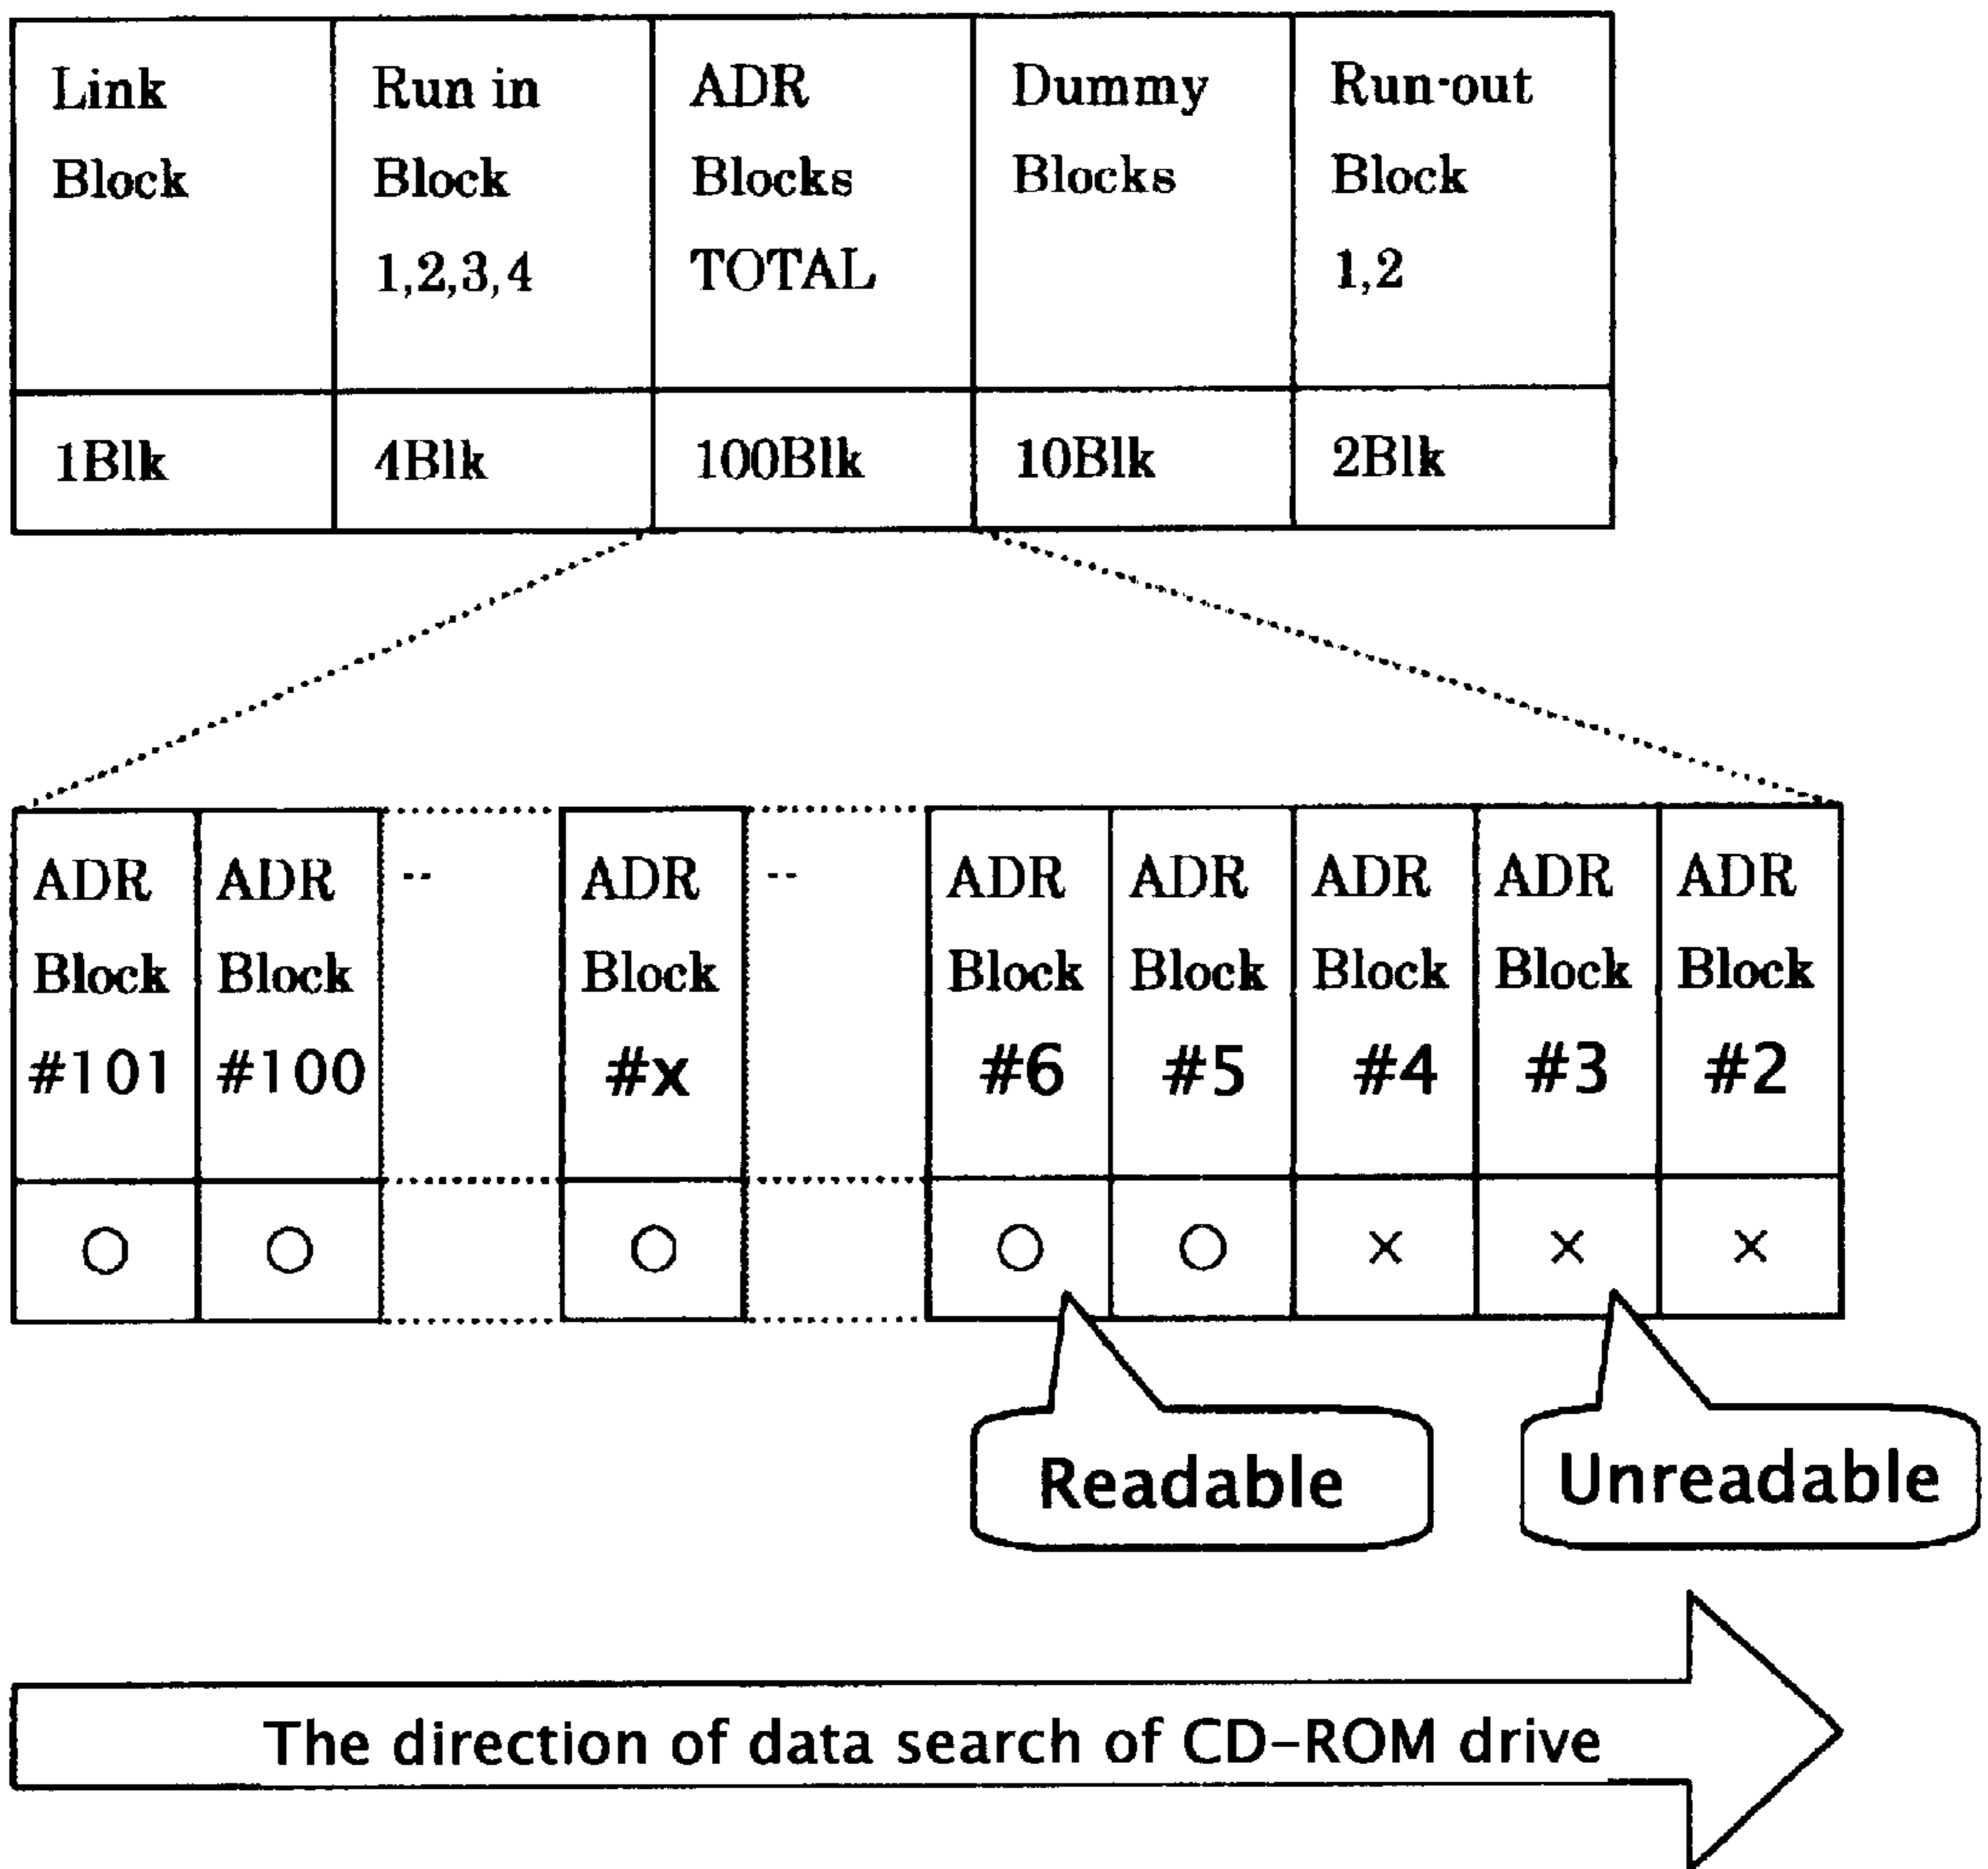 Link Block
Run in Block 1,2,3,4
ADR Blocks TOTAL
Dummy Blocks
Run-out Block 1,2
1Blk
4Blk
100Blk
10Blk
2Blk
ADR Block #101
ADR Block #100
--
ADR Block #x
--
ADR Block #6
ADR Block #5
ADR Block #4
ADR Block #3
ADR Block #2
○
○
○
○
○
×
×
×
Readable
Unreadable
The direction of data search of CD-ROM drive